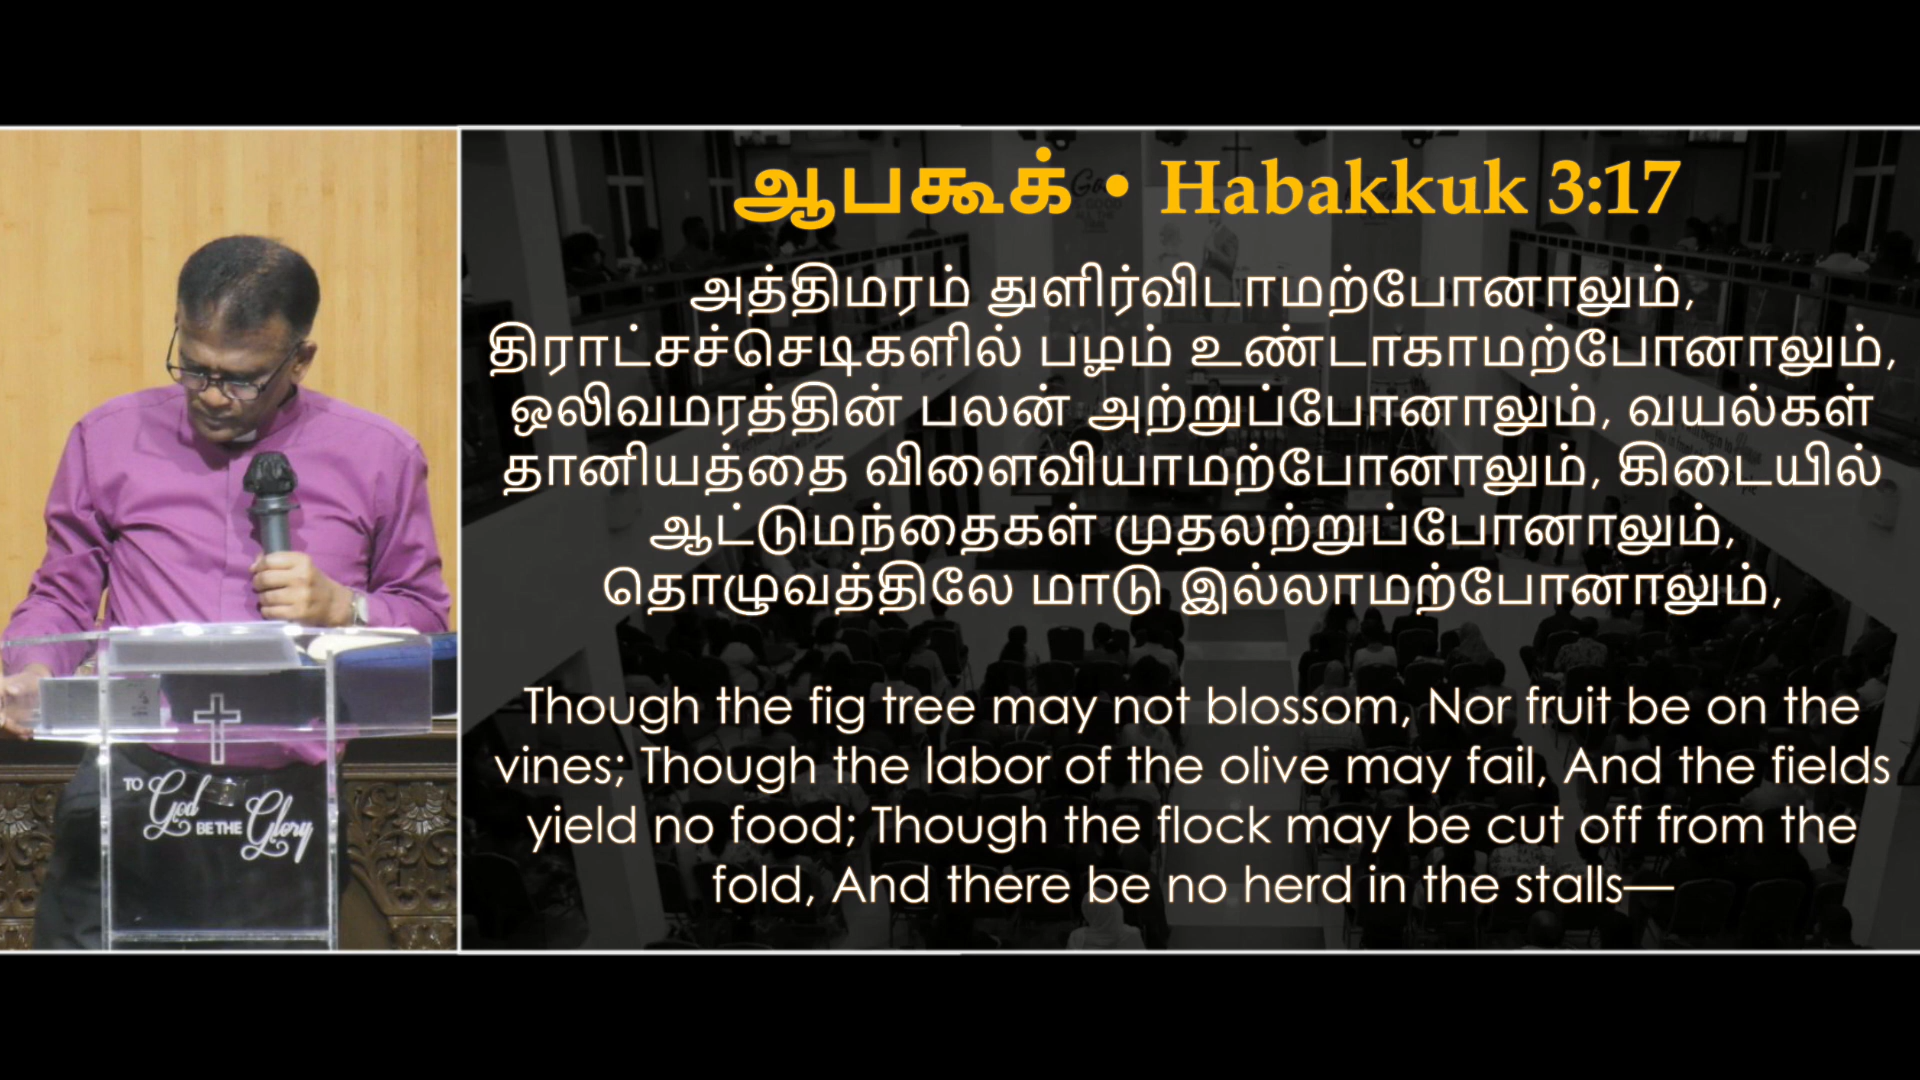 ஆபகூக் • Habakkuk 3:17
அத்திமரம் துளிர்விடாமற்போனாலும்,
திராட்சச்செடிகளில் பழம் உண்டாகாமற்போனாலும்,
ஒலிவமரத்தின் பலன் அற்றுப்போனாலும், வயல்கள்
தானியத்தை விளைவியாமற்போனாலும், கிடையில்
ஆட்டுமந்தைகள் முதலற்றுப்போனாலும்,
தொழுவத்திலே மாடு இல்லாமற்போனாலும்,
Though the fig tree may not blossom, Nor fruit be on the
vines; Though the labor of the olive may fail, And the fields
yield no food; Though the flock may be cut off from the
fold, And there be no herd in the stalls—
TO God BE THE Glory